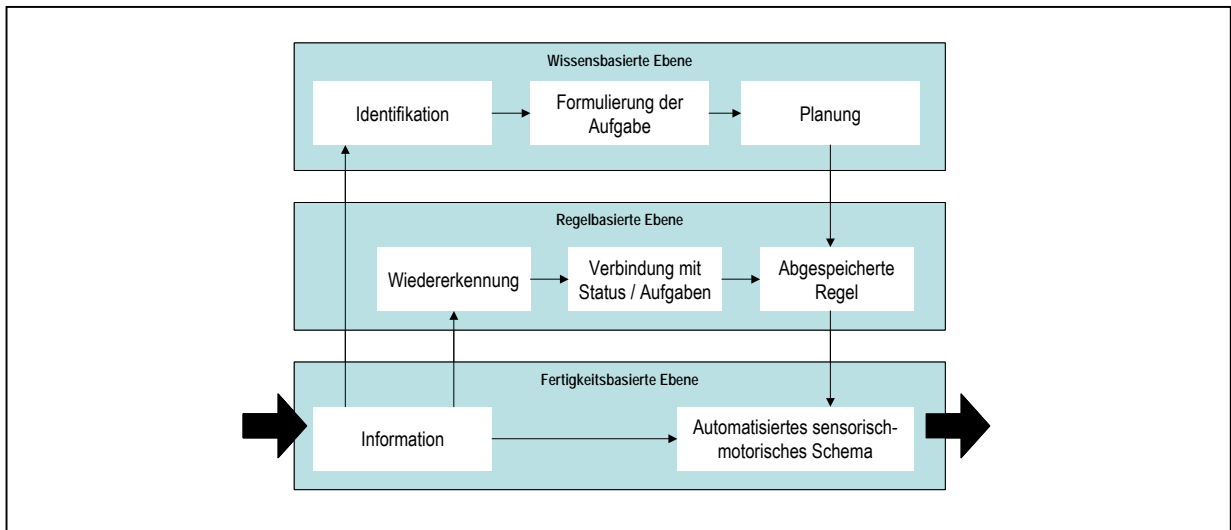 Wissensbasierte Ebene
Identifikation
Formulierung der
Aufgabe
Planung
Regelbasierte Ebene
Wiedererkennung
Verbindung mit
Status / Aufgaben
Abgespeicherte
Regel
Fertigkeitsbasierte Ebene
Information
Automatisiertes sensorisch-
motorisches Schema